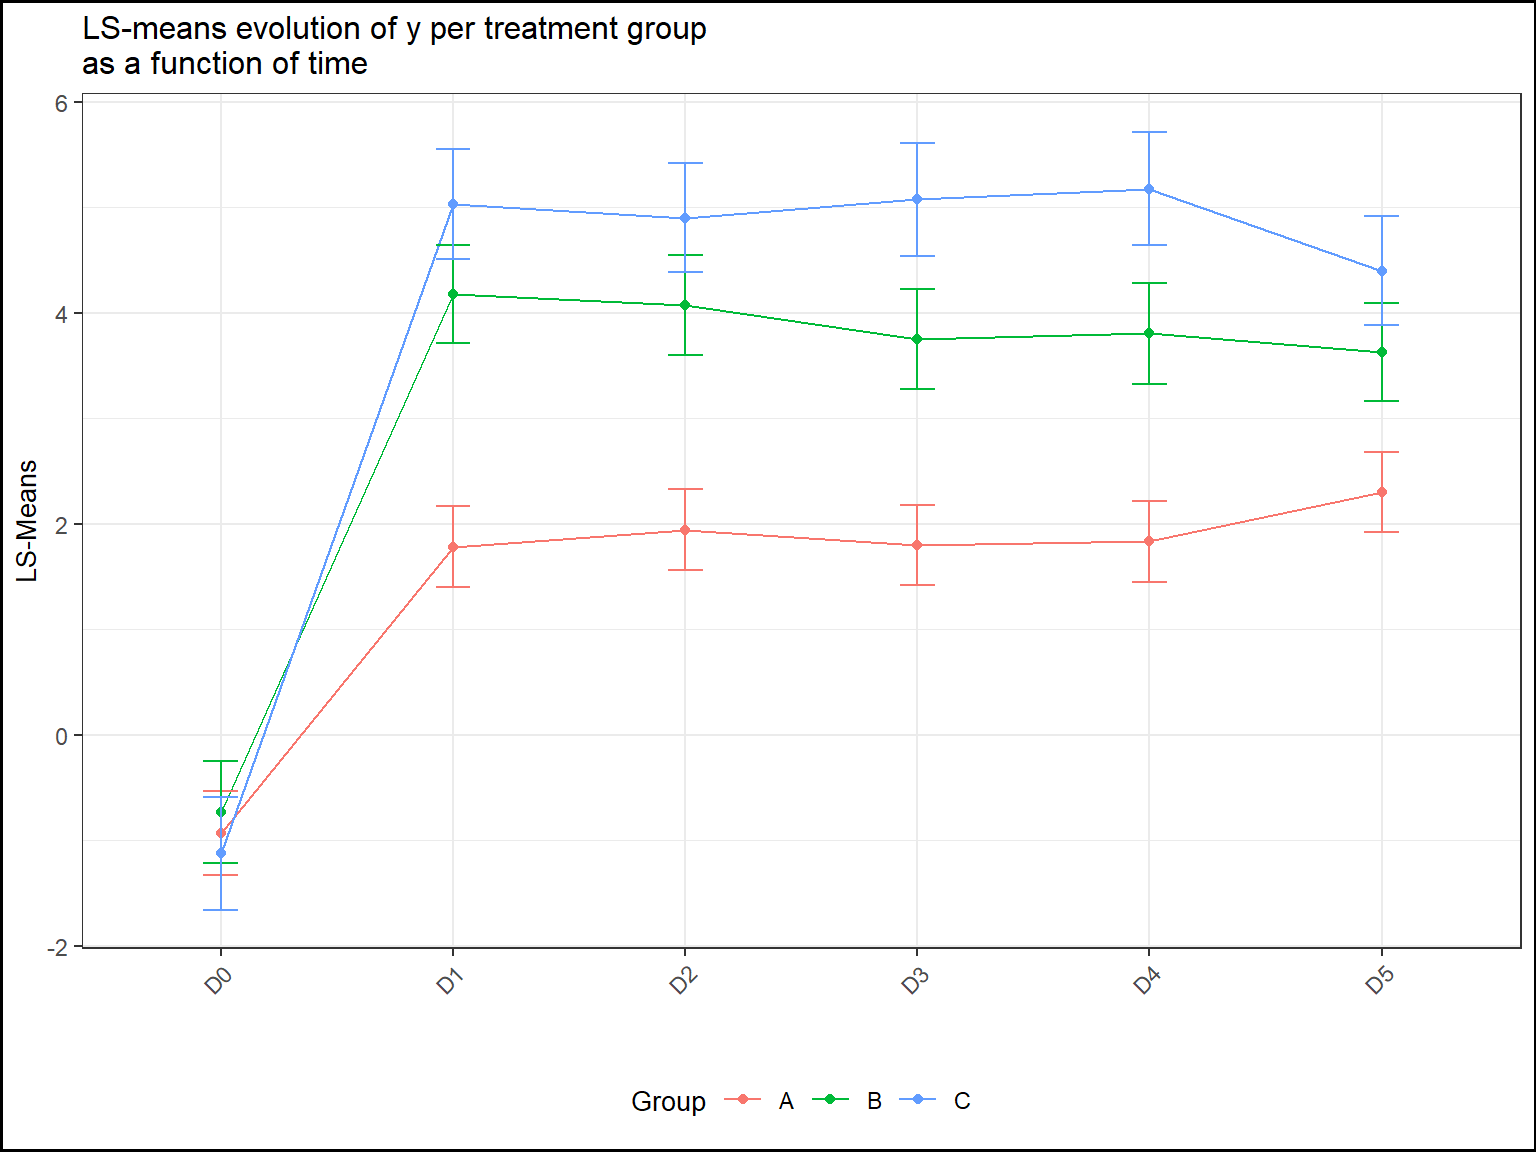 LS-means evolution of y per treatment group
as a function of time
LS-Means
6
4
2
0
-2
D0 D1 D2 D3 D4 D5
Group A B C